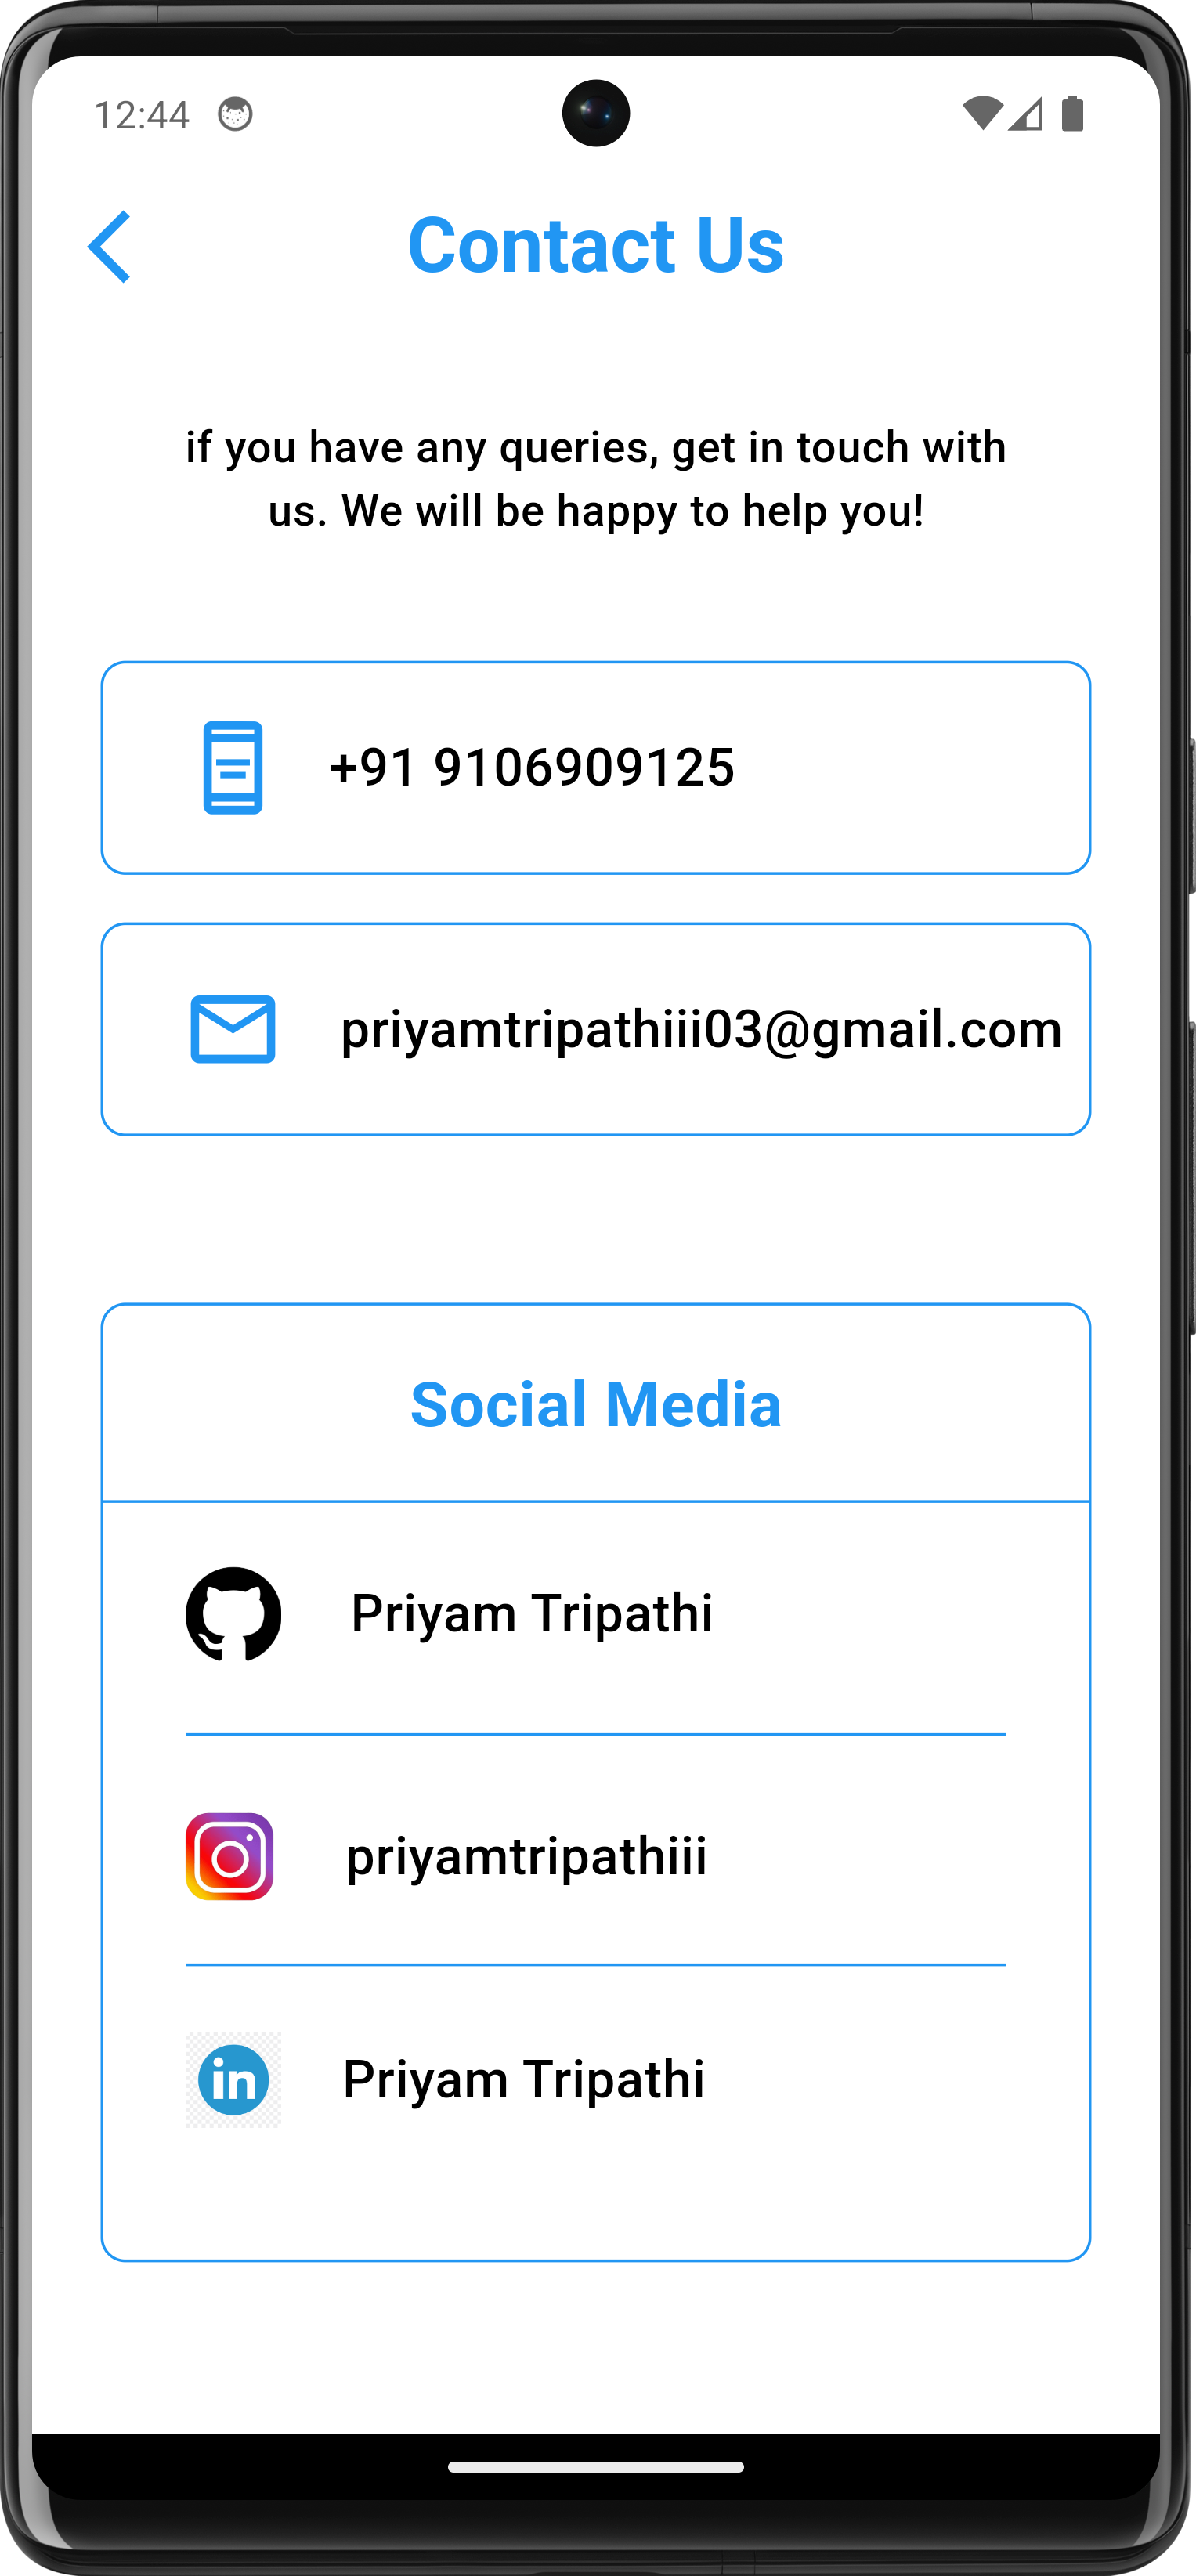 12:44
Contact Us
if you have any queries, get in touch with
us. We will be happy to help you!
+91 9106909125
priyamtripathiii03@gmail.com
Social Media
Priyam Tripathi
priyamtripathiii
in
Priyam Tripathi